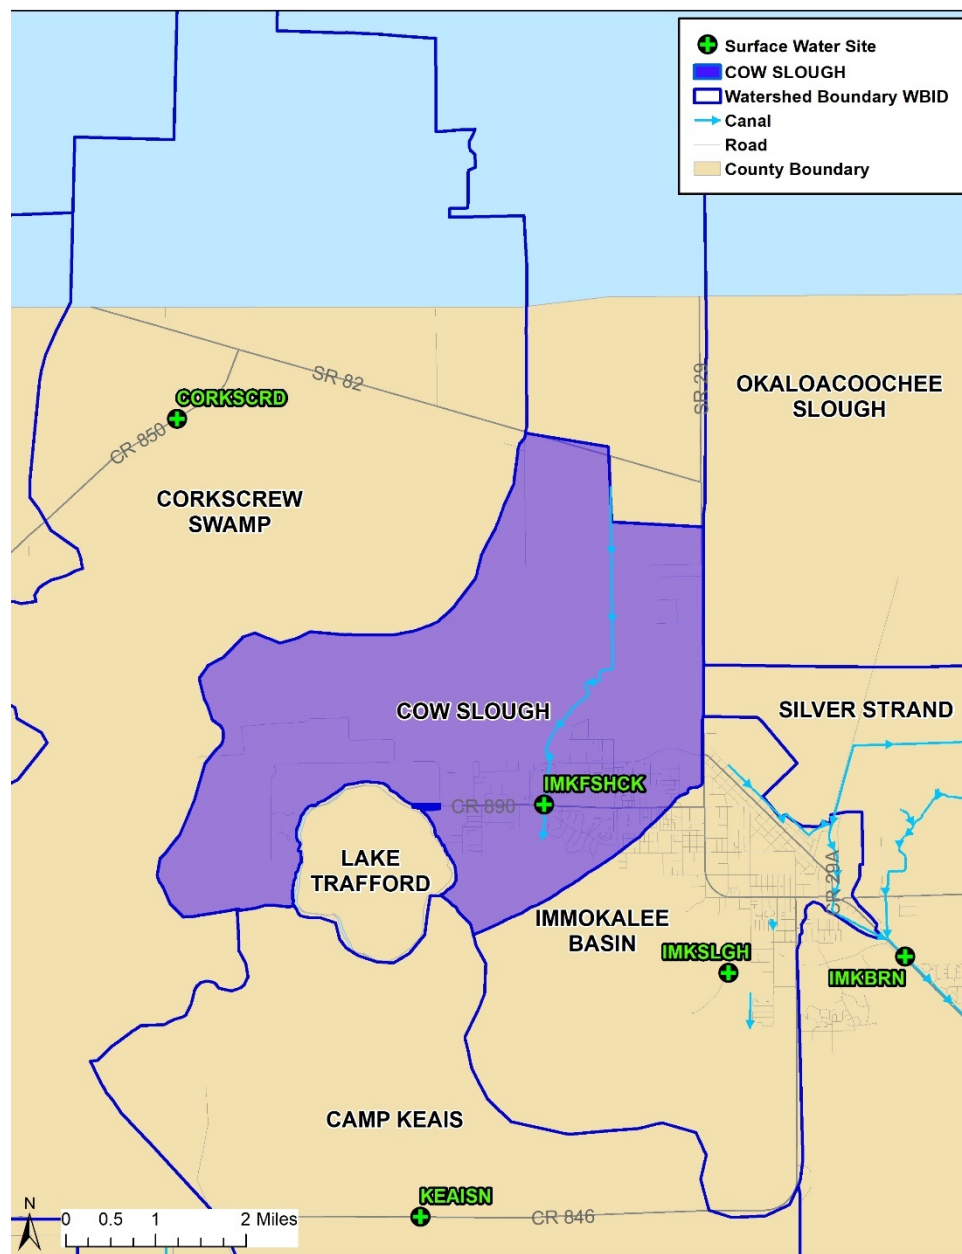 Surface Water Site
COW SLOUGH
Watershed Boundary WBID
Canal
Road
County Boundary
SR 82
SR 29
OKALOACOOCHEE
SLOUGH
CORKSCRD
CR 850
CORKSCREW
SWAMP
COW SLOUGH
SILVER STRAND
IMKFSHCK
CR 890
LAKE
TRAFFORD
CR 29A
IMMOKALEE
BASIN
IMKSLGH
IMKBRN
CAMP KEAIS
KEAISN
CR 846
N
0 0.5 1 2 Miles